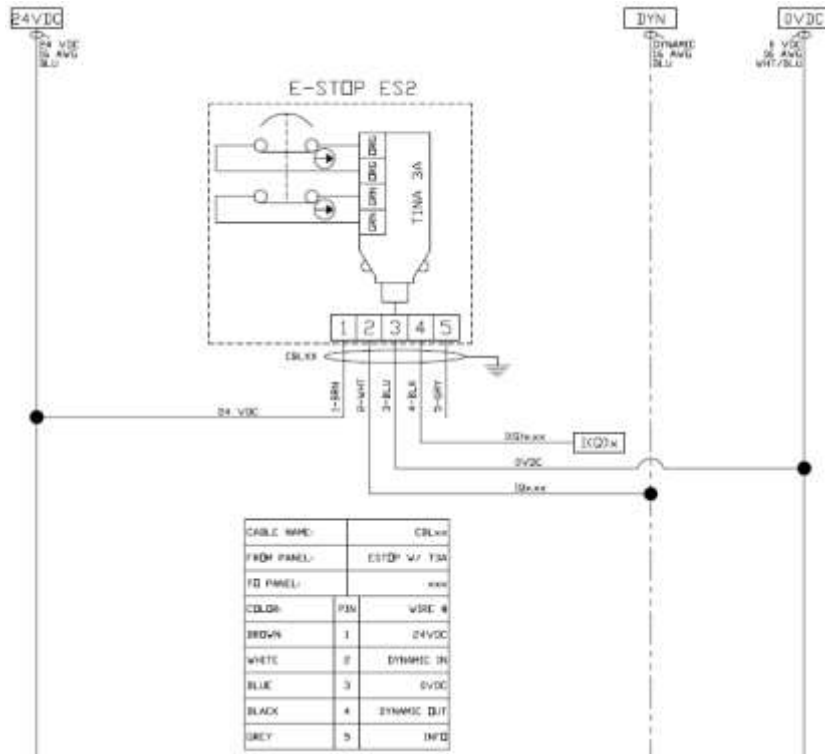 24VDC
DYN
0VDC
24 VDC
16 AWG
BLU
DYNAMIC
16 AWG
BLU
0 VDC
16 AWG
WHT/BLU
E-STOP ES2
ORG
ORG
GRN
GRN
TINA 3A
1 2 3 4 5
CBLXX
1-BRN
2-WHT
3-BLU
4-BLK
5-GRY
24 VDC
I(Q)x
0VDC
CABLE NAME: CBLxx
FROM PANEL: ESTOP W/ T3A
TO PANEL: xxx
COLOR: PIN WIRE #
BROWN 1 24VDC
WHITE 2 DYNAMIC IN
BLUE 3 0VDC
BLACK 4 DYNAMIC OUT
GREY 5 INFO